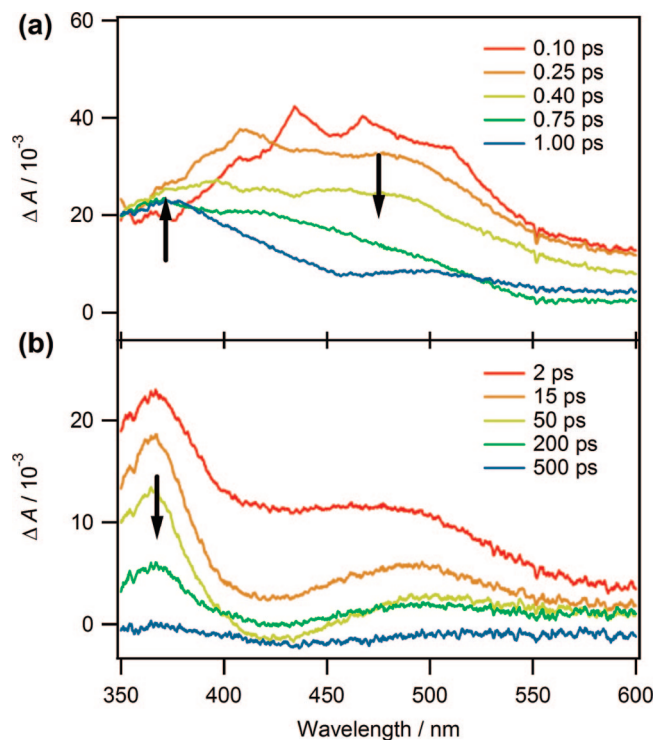 (a)
60
40
20
0
Δ A / 10⁻³
0.10 ps
0.25 ps
0.40 ps
0.75 ps
1.00 ps
(b)
20
10
0
Δ A / 10⁻³
2 ps
15 ps
50 ps
200 ps
500 ps
350 400 450 500 550 600
Wavelength / nm